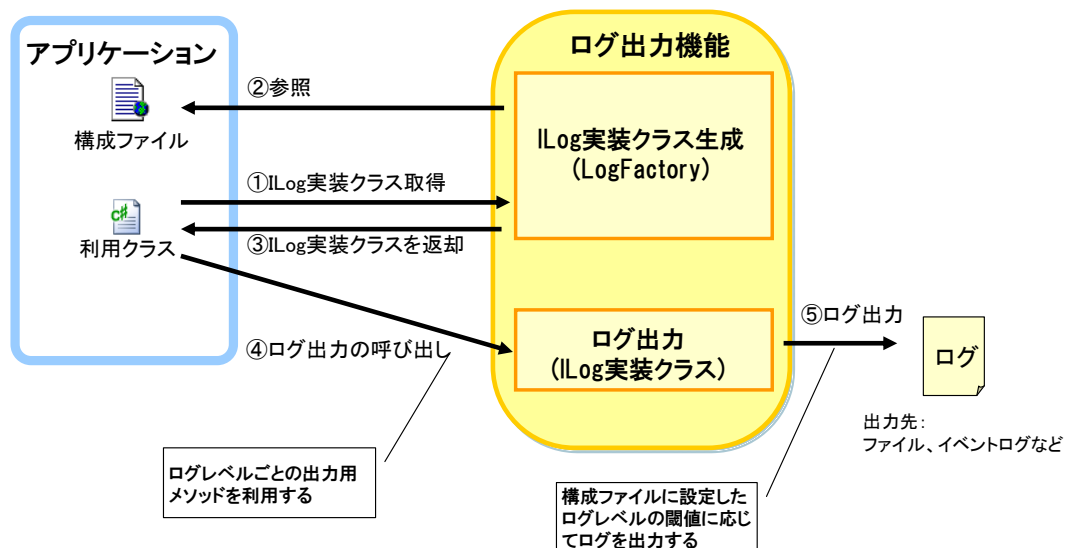 アプリケーション
構成ファイル
C#
利用クラス
②参照
①ILog実装クラス取得
③ILog実装クラスを返却
④ログ出力の呼び出し
ログ出力機能
ILog実装クラス生成
(LogFactory)
ログ出力
(ILog実装クラス)
⑤ログ出力
ログ
出力先：
ファイル、イベントログなど
ログレベルごとの出力用
メソッドを利用する
構成ファイルに設定した
ログレベルの閾値に応じ
てログを出力する